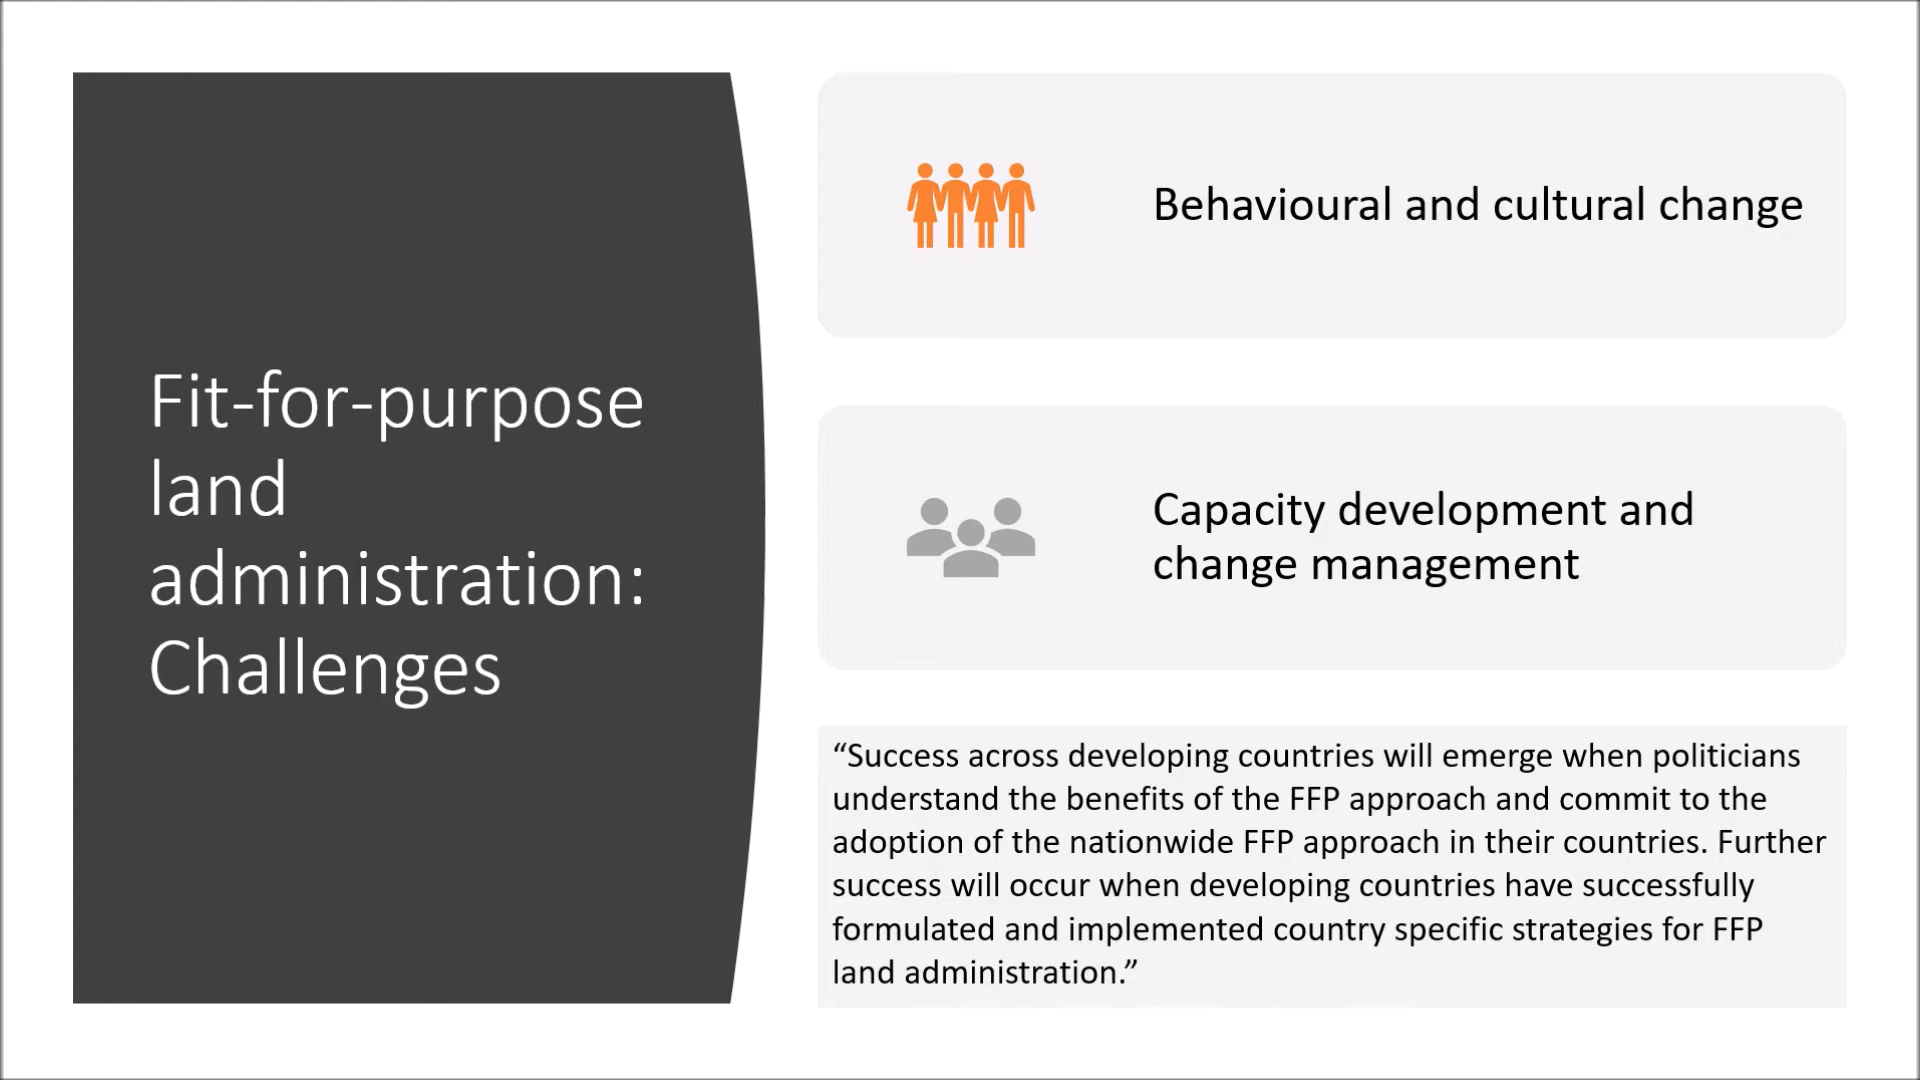 Fit-for-purpose
land
administration:
Challenges
Behavioural and cultural change
Capacity development and
change management
“Success across developing countries will emerge when politicians
understand the benefits of the FFP approach and commit to the
adoption of the nationwide FFP approach in their countries. Further
success will occur when developing countries have successfully
formulated and implemented country specific strategies for FFP
land administration.”